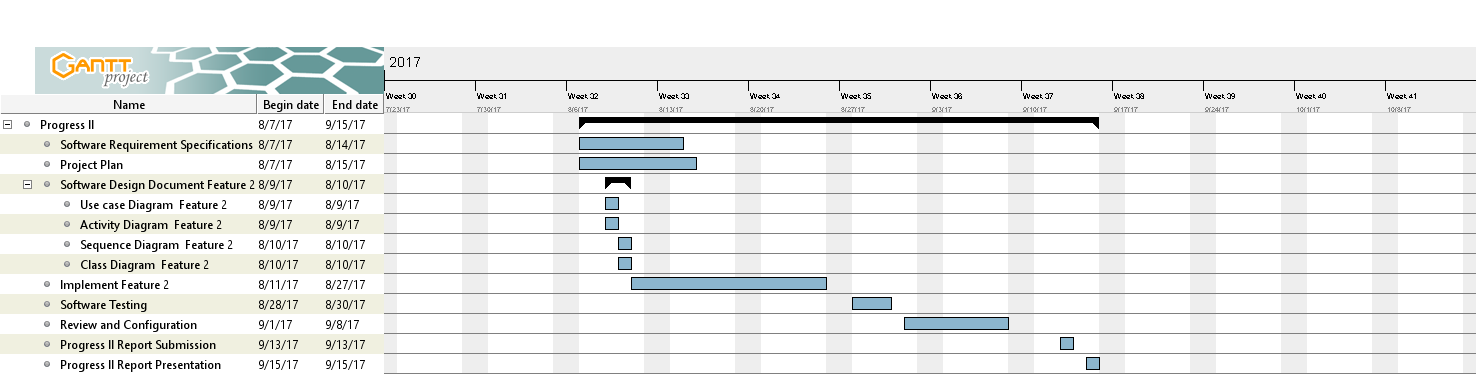 GANTT
project
2017
Name Begin date End date
Week 30 Week 31 Week 32 Week 33 Week 34 Week 35 Week 36 Week 37 Week 38 Week 39 Week 40 Week 41
7/23/17 7/30/17 8/6/17 8/13/17 8/20/17 8/27/17 9/3/17 9/10/17 9/17/17 9/24/17 10/1/17 10/8/17
Progress II 8/7/17 9/15/17
Software Requirement Specifications 8/7/17 8/14/17
Project Plan 8/7/17 8/15/17
Software Design Document Feature 2 8/9/17 8/10/17
Use case Diagram Feature 2 8/9/17 8/9/17
Activity Diagram Feature 2 8/9/17 8/9/17
Sequence Diagram Feature 2 8/10/17 8/10/17
Class Diagram Feature 2 8/10/17 8/10/17
Implement Feature 2 8/11/17 8/27/17
Software Testing 8/28/17 8/30/17
Review and Configuration 9/1/17 9/8/17
Progress II Report Submission 9/13/17 9/13/17
Progress II Report Presentation 9/15/17 9/15/17